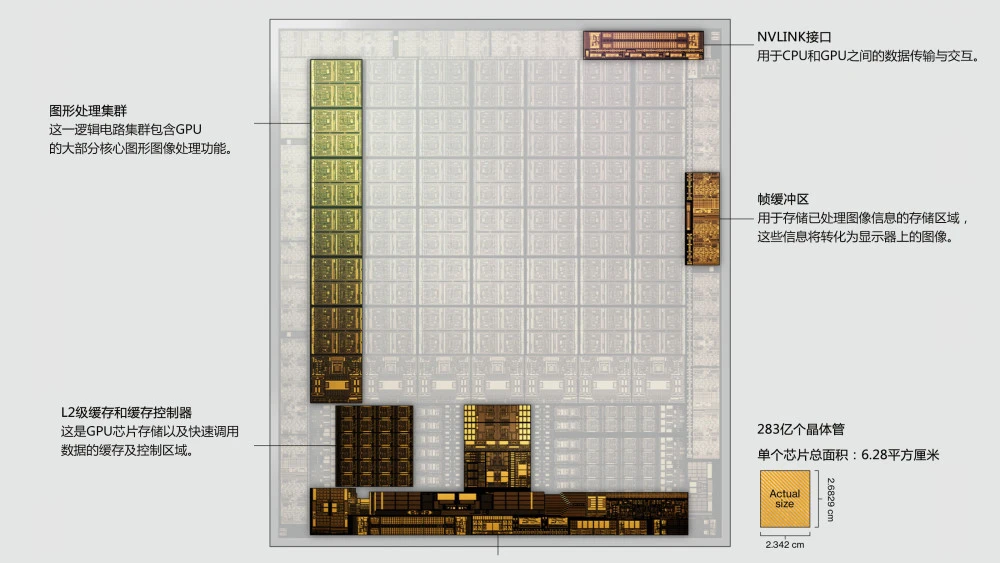 NVLINK接口
用于CPU和GPU之间的数据传输与交互。
图形处理集群
这一逻辑电路集群包含GPU
的大部分核心图形图像处理功能。
帧缓冲区
用于存储已处理图像信息的存储区域，
这些信息将转化为显示器上的图像。
L2级缓存和缓存控制器
这是GPU芯片存储以及快速调用
数据的缓存及控制区域。
283亿个晶体管
单个芯片总面积：6.28平方厘米
Actual
size
2.6829 cm
2.342 cm